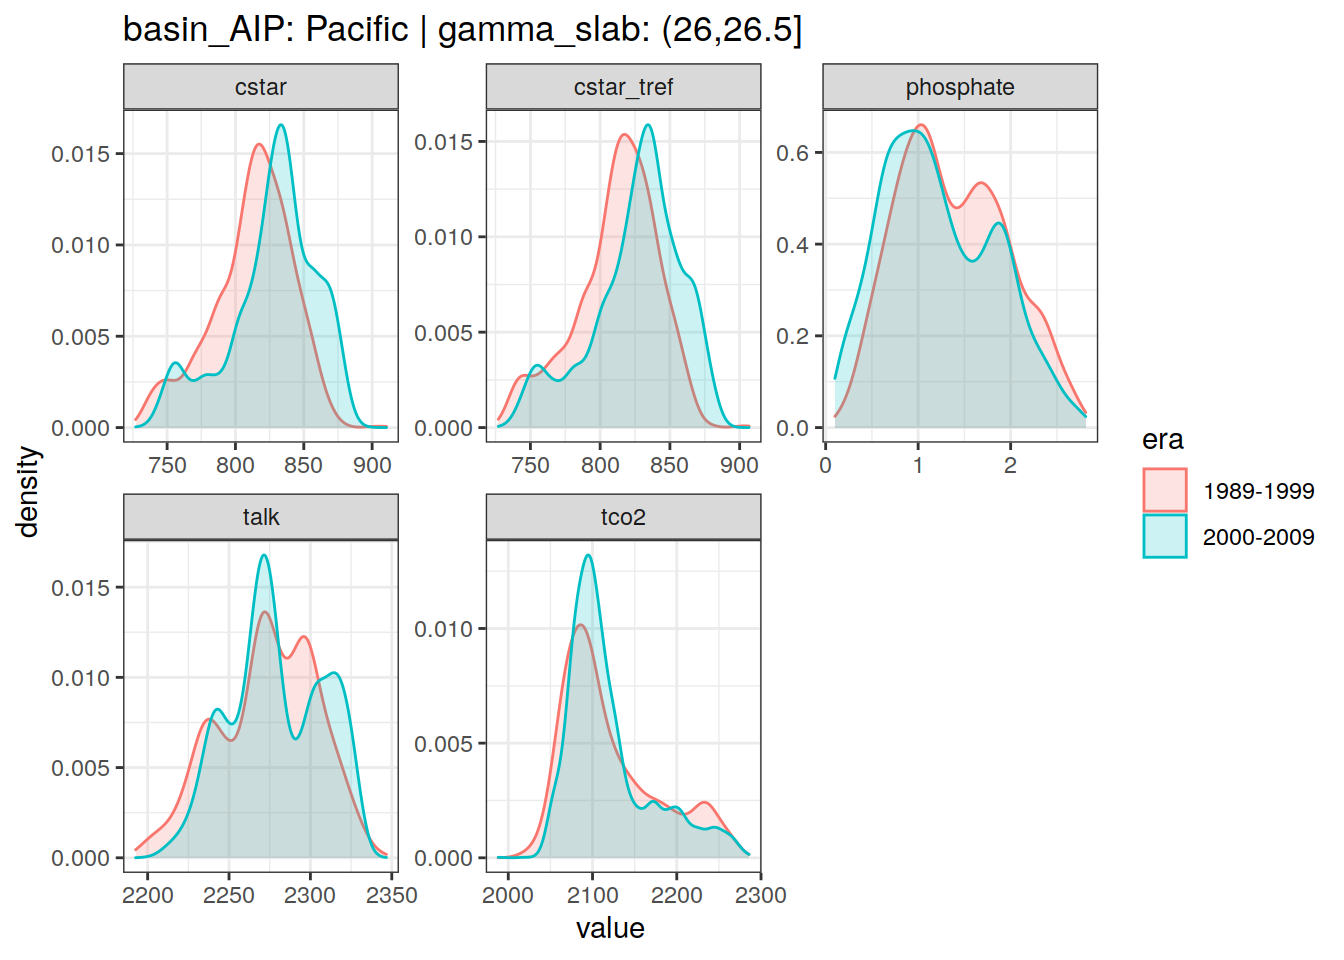 basin_AIP: Pacific | gamma_slab: (26,26.5]
cstar
cstar_tref
phosphate
0.015
0.010
0.005
0.000
750 800 850 900
0.015
0.010
0.005
0.000
750 800 850 900
0.6
0.4
0.2
0.0
0 1 2
talk
tco2
0.015
0.010
0.005
0.000
2200 2250 2300 2350
0.010
0.005
0.000
2000 2100 2200 2300
density
value
era
1989-1999
2000-2009